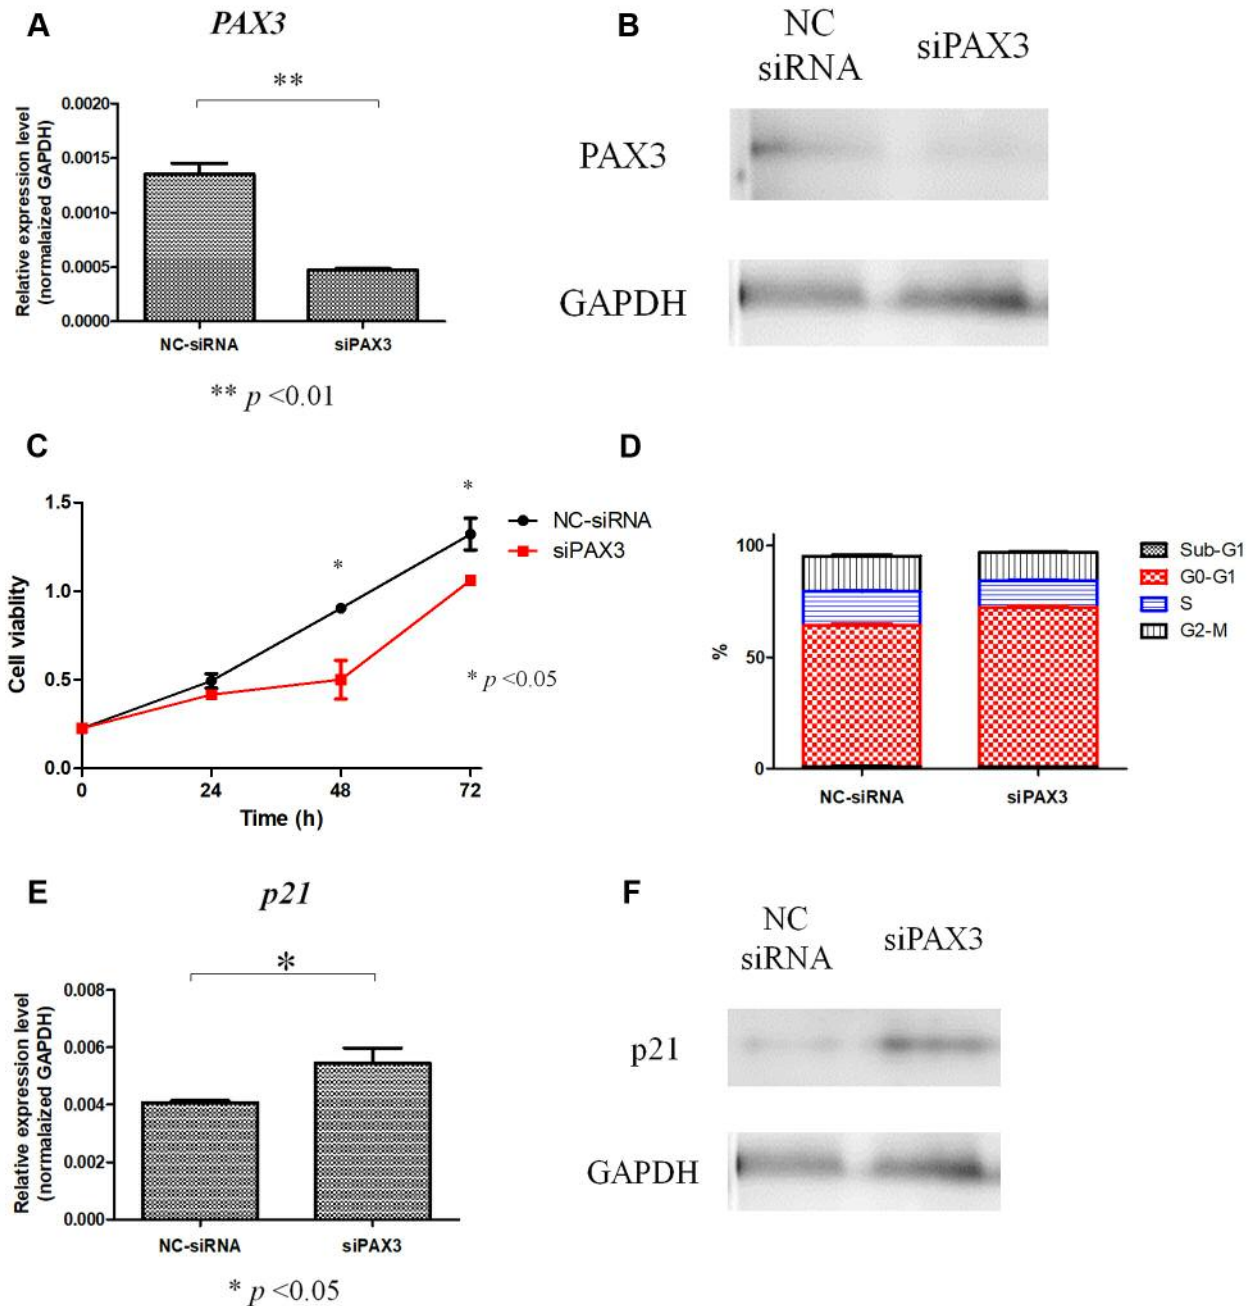 A
PAX3
**
0.0020
0.0015
0.0010
0.0005
0.0000
Relative expression level
(normalaized GAPDH)
NC-siRNA siPAX3
** p <0.01
B
NC
siRNA
siPAX3
PAX3
GAPDH
C
1.5
1.0
0.5
0.0
Cell viablity
*
*
NC-siRNA
siPAX3
* p <0.05
0 24 48 72
Time (h)
D
100
50
0
%
NC-siRNA siPAX3
Sub-G1
G0-G1
S
G2-M
E
p21
*
0.008
0.006
0.004
0.002
0.000
Relative expression level
(normalaized GAPDH)
NC-siRNA siPAX3
* p <0.05
F
NC
siRNA
siPAX3
p21
GAPDH